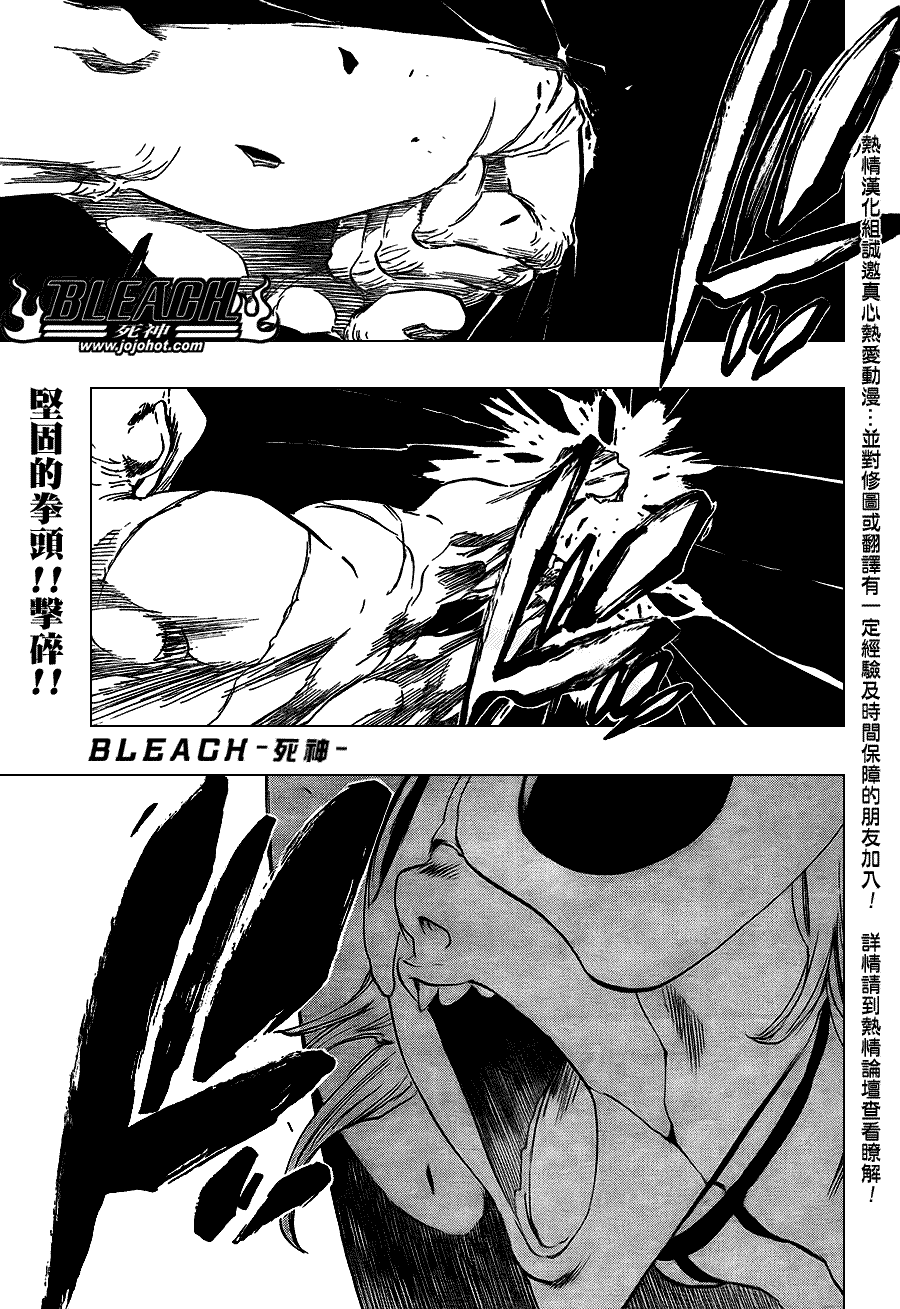 熱情漢化組誠邀真心熱愛動漫…並對修圖或翻譯有一定經驗及時間保障的朋友加入! 詳情請到熱情論壇查看瞭解!
BLEACH
死神
www.jojohot.com
堅固的拳頭!!擊碎!!
BLEACH-死神-